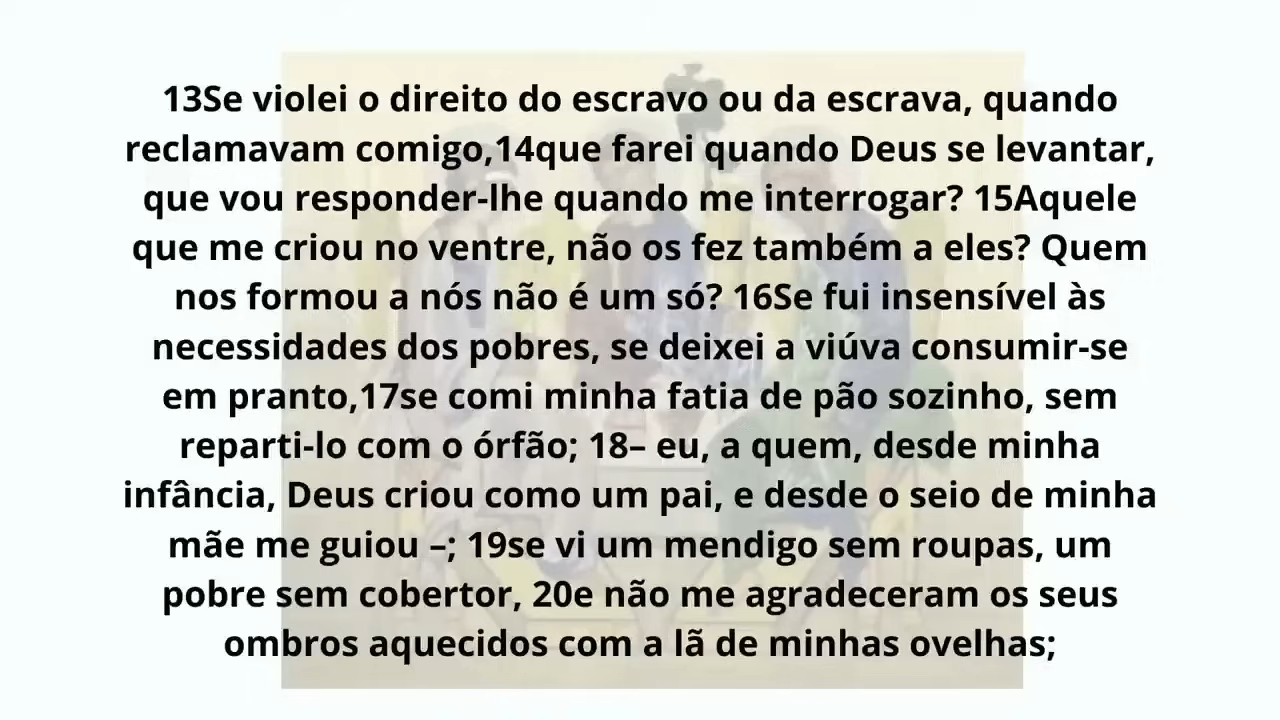 13Se violei o direito do escravo ou da escrava, quando
reclamavam comigo,14que farei quando Deus se levantar,
que vou responder-lhe quando me interrogar? 15Aquele
que me criou no ventre, não os fez também a eles? Quem
nos formou a nós não é um só? 16Se fui insensível às
necessidades dos pobres, se deixei a viúva consumir-se
em pranto,17se comi minha fatia de pão sozinho, sem
reparti-lo com o órfão; 18– eu, a quem, desde minha
infância, Deus criou como um pai, e desde o seio de minha
mãe me guiou –; 19se vi um mendigo sem roupas, um
pobre sem cobertor, 20e não me agradeceram os seus
ombros aquecidos com a lã de minhas ovelhas;